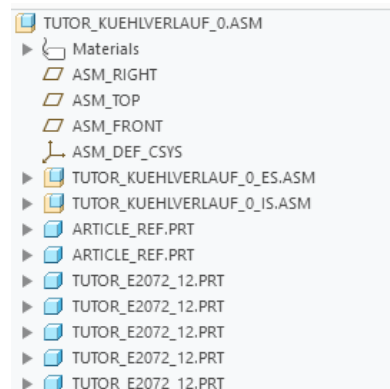 TUTOR_KUEHLVERLAUF_0.ASM
Materials
ASM_RIGHT
ASM_TOP
ASM_FRONT
ASM_DEF_CSYS
TUTOR_KUEHLVERLAUF_0_ES.ASM
TUTOR_KUEHLVERLAUF_0_IS.ASM
ARTICLE_REF.PRT
ARTICLE_REF.PRT
TUTOR_E2072_12.PRT
TUTOR_E2072_12.PRT
TUTOR_E2072_12.PRT
TUTOR_E2072_12.PRT
TUTOR_E2072_12.PRT